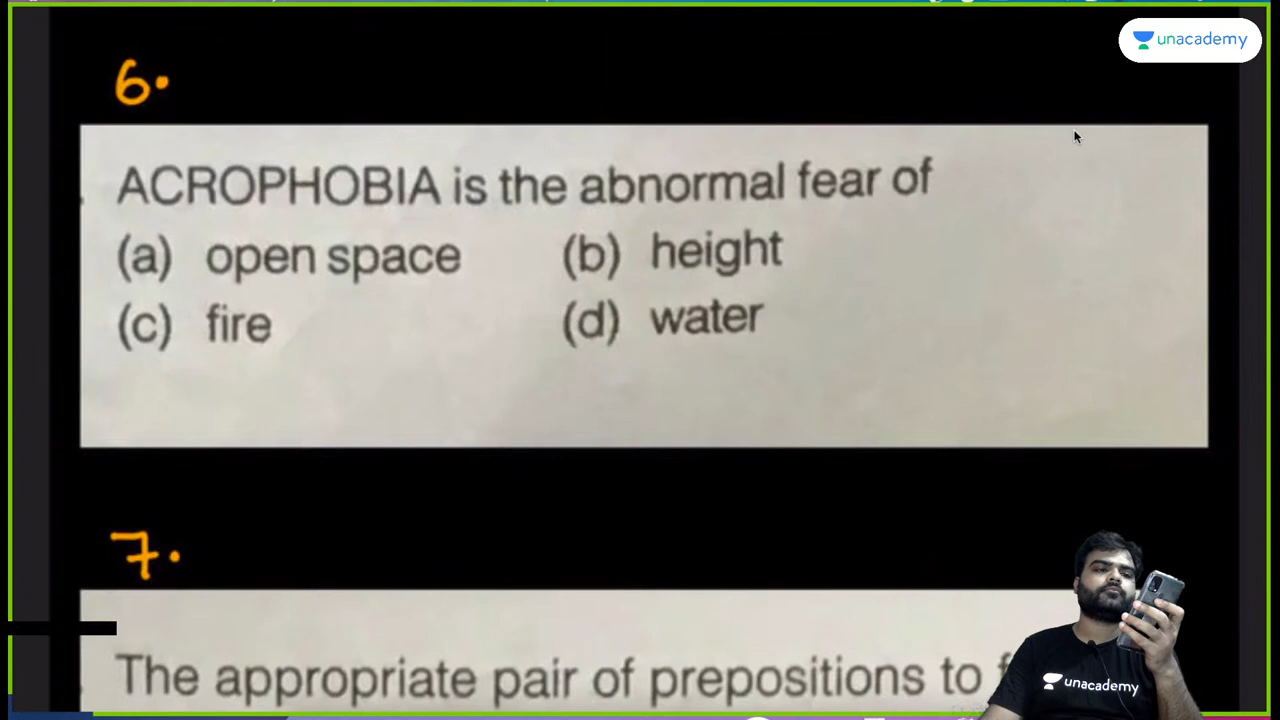 unacademy
6.
ACROPHOBIA is the abnormal fear of
(a) open space (b) height
(c) fire (d) water
7.
The appropriate pair of prepositions to
unacademy